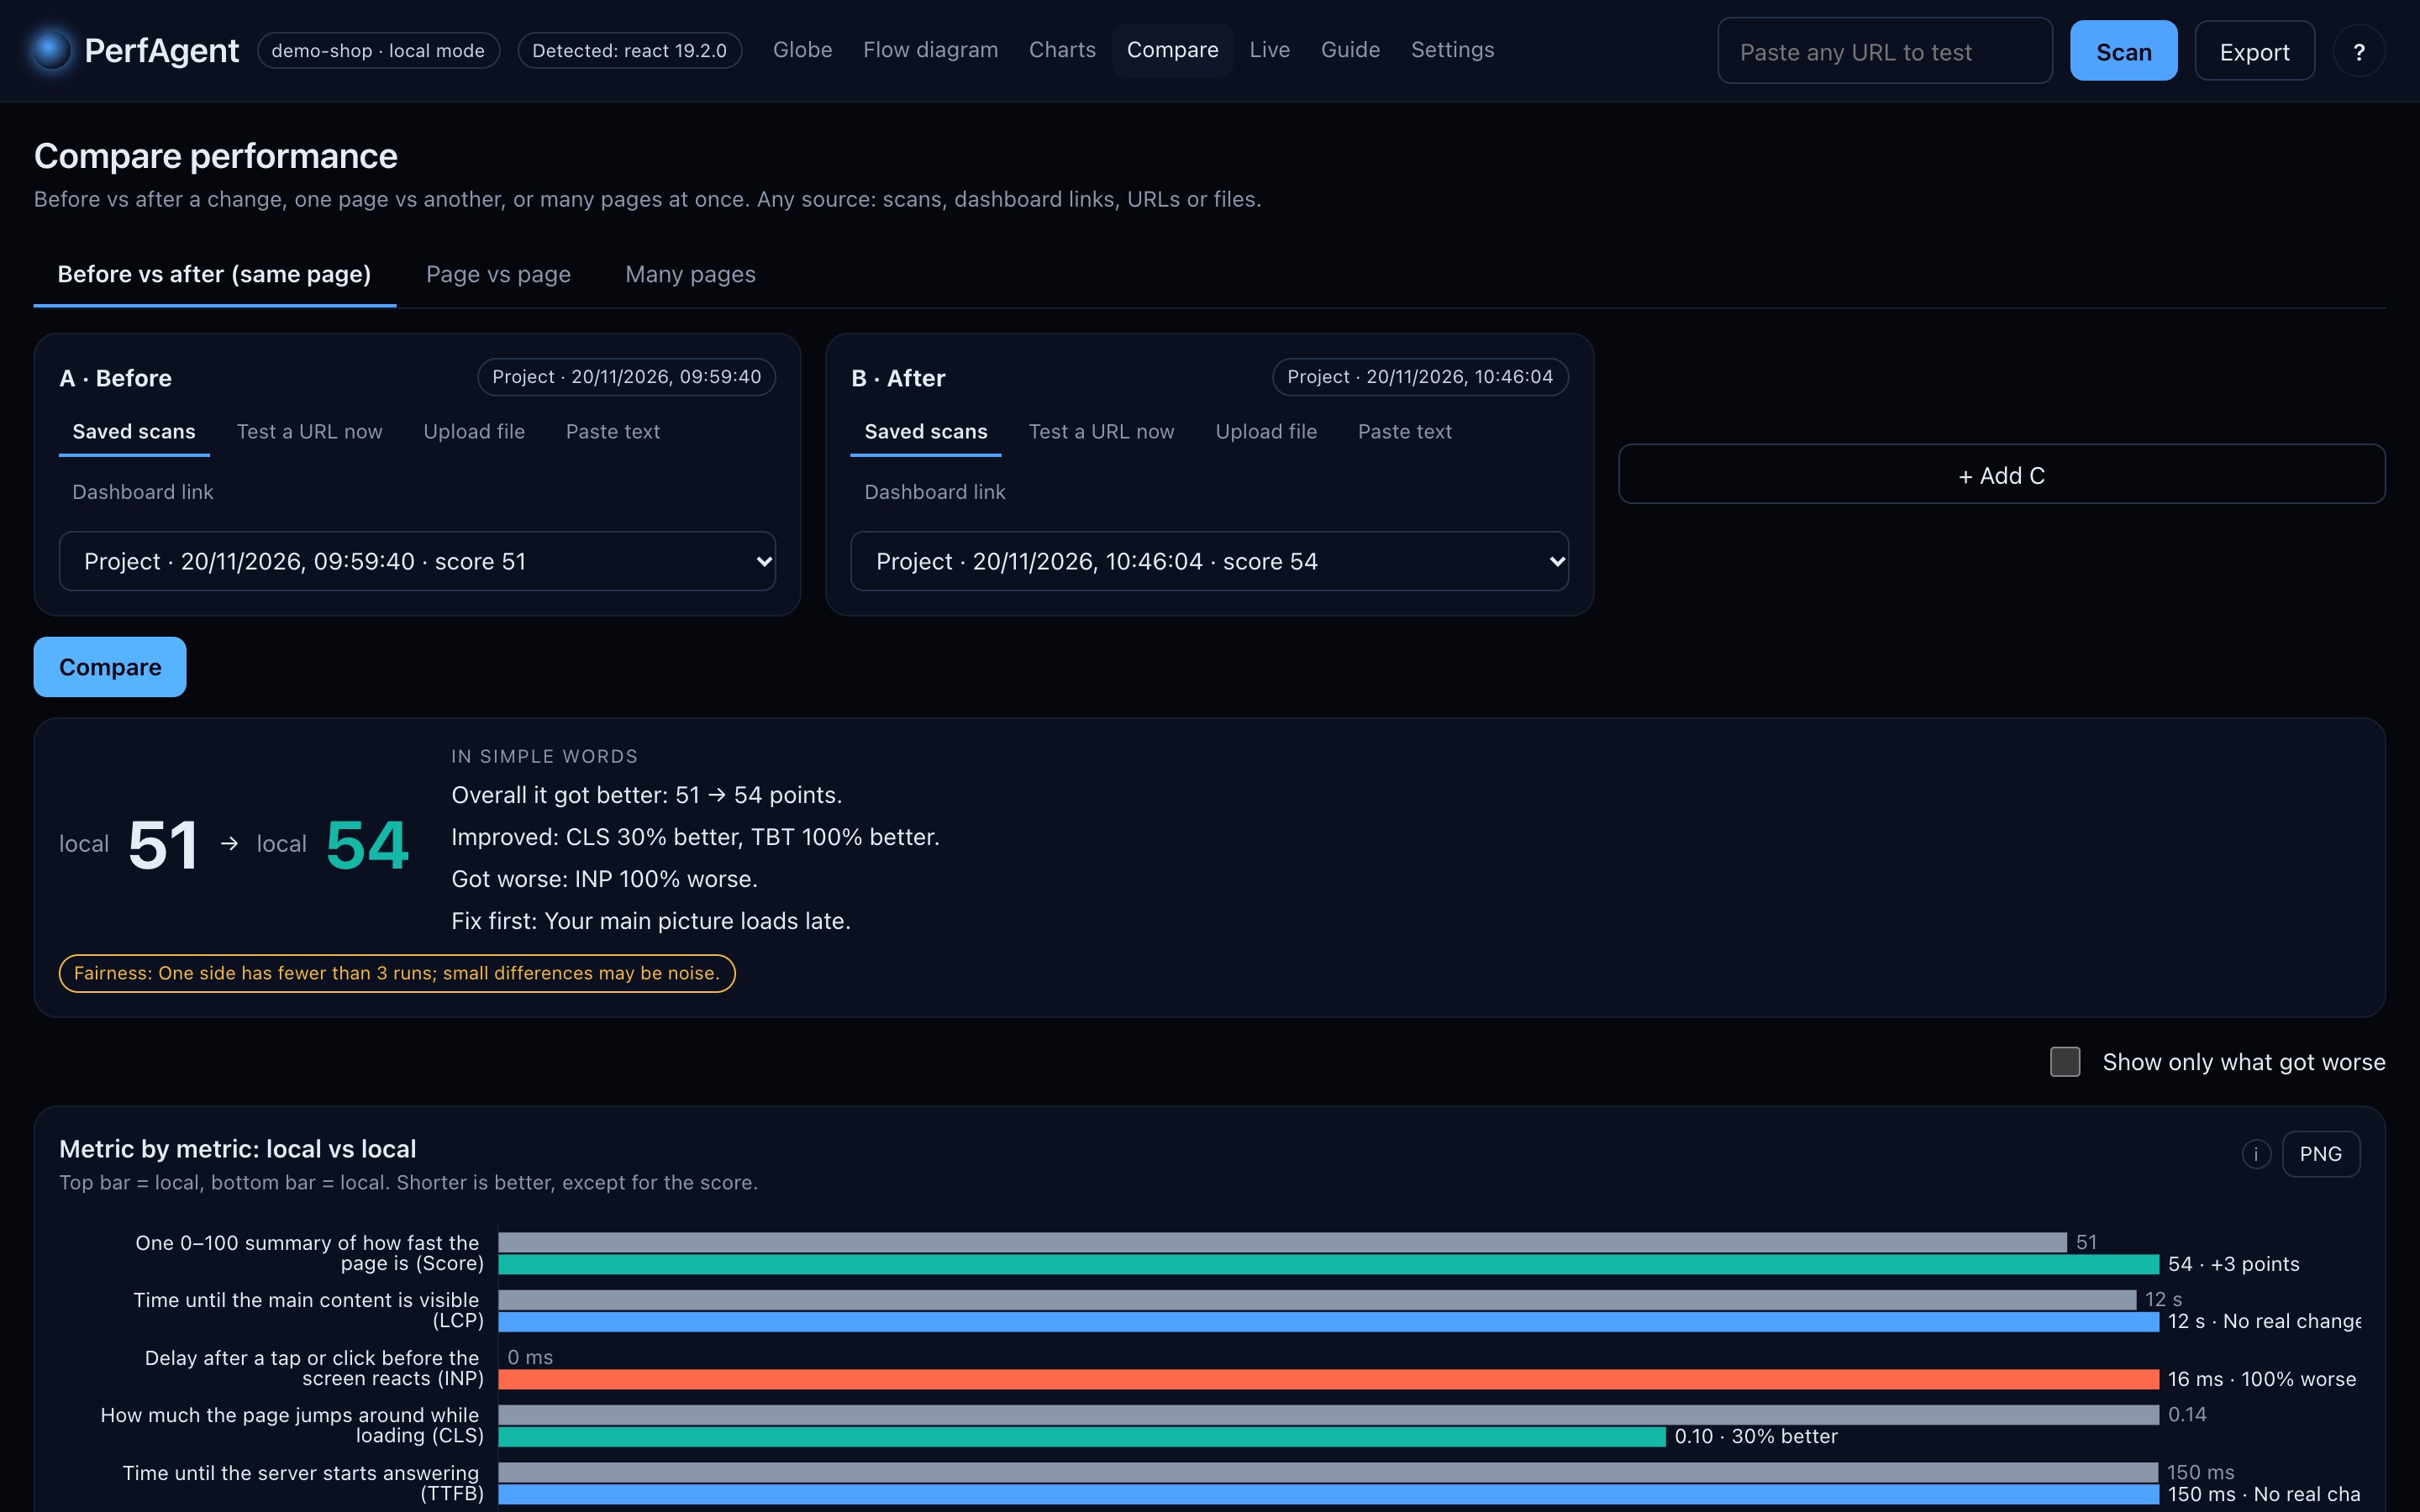 PerfAgent
demo-shop · local mode
Detected: react 19.2.0
Globe
Flow diagram
Charts
Compare
Live
Guide
Settings
Paste any URL to test
Scan
Export
?
Compare performance
Before vs after a change, one page vs another, or many pages at once. Any source: scans, dashboard links, URLs or files.
Before vs after (same page)
Page vs page
Many pages
A · Before
Project · 20/11/2026, 09:59:40
Saved scans
Test a URL now
Upload file
Paste text
Dashboard link
Project · 20/11/2026, 09:59:40 · score 51
B · After
Project · 20/11/2026, 10:46:04
Saved scans
Test a URL now
Upload file
Paste text
Dashboard link
Project · 20/11/2026, 10:46:04 · score 54
+ Add C
Compare
local 51 → local 54
IN SIMPLE WORDS
Overall it got better: 51 → 54 points.
Improved: CLS 30% better, TBT 100% better.
Got worse: INP 100% worse.
Fix first: Your main picture loads late.
Fairness: One side has fewer than 3 runs; small differences may be noise.
Show only what got worse
Metric by metric: local vs local
i
PNG
Top bar = local, bottom bar = local. Shorter is better, except for the score.
One 0–100 summary of how fast the
page is (Score)
51
54 · +3 points
Time until the main content is visible
(LCP)
12 s
12 s · No real change
Delay after a tap or click before the
screen reacts (INP)
0 ms
16 ms · 100% worse
How much the page jumps around while
loading (CLS)
0.14
0.10 · 30% better
Time until the server starts answering
(TTFB)
150 ms
150 ms · No real cha